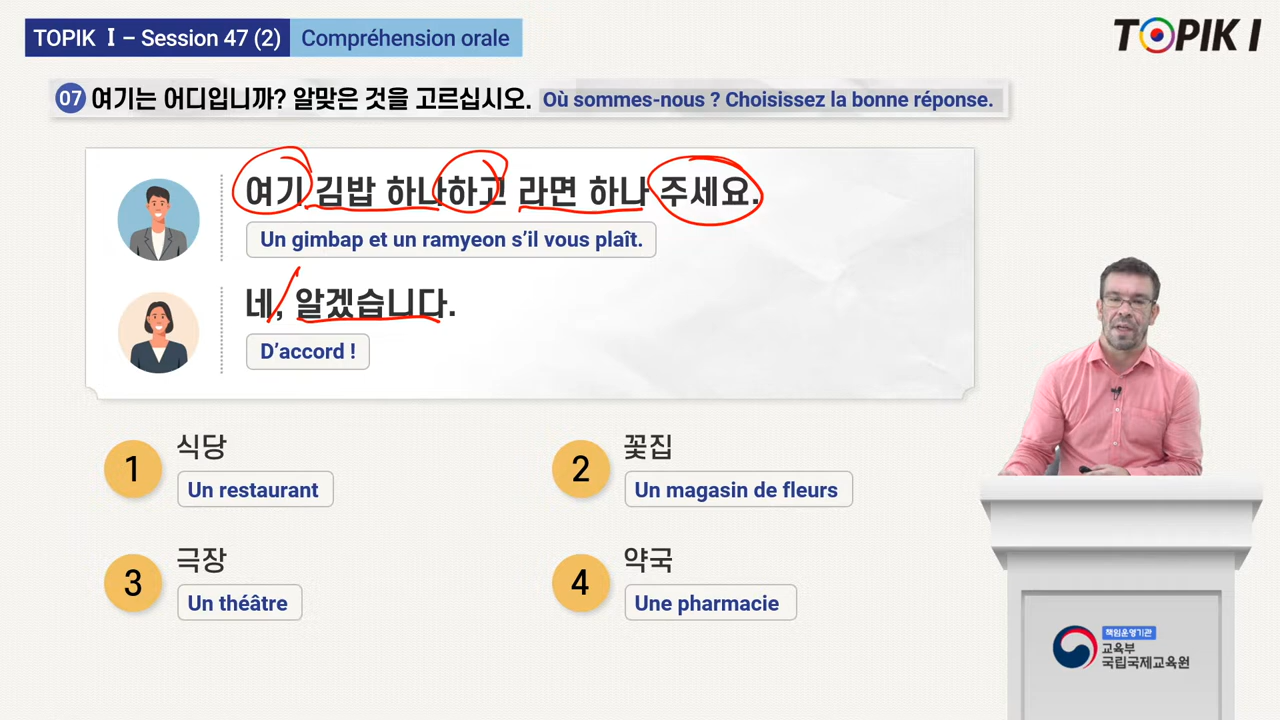 TOPIK Ⅰ – Session 47 (2) Compréhension orale
TOPIK I
07 여기는 어디입니까? 알맞은 것을 고르십시오. Où sommes-nous ? Choisissez la bonne réponse.
여기 김밥 하나하고 라면 하나 주세요.
Un gimbap et un ramyeon s'il vous plaît.
네, 알겠습니다.
D'accord !
1 식당
Un restaurant
2 꽃집
Un magasin de fleurs
3 극장
Un théâtre
4 약국
Une pharmacie
책임운영기관
교육부
국립국제교육원